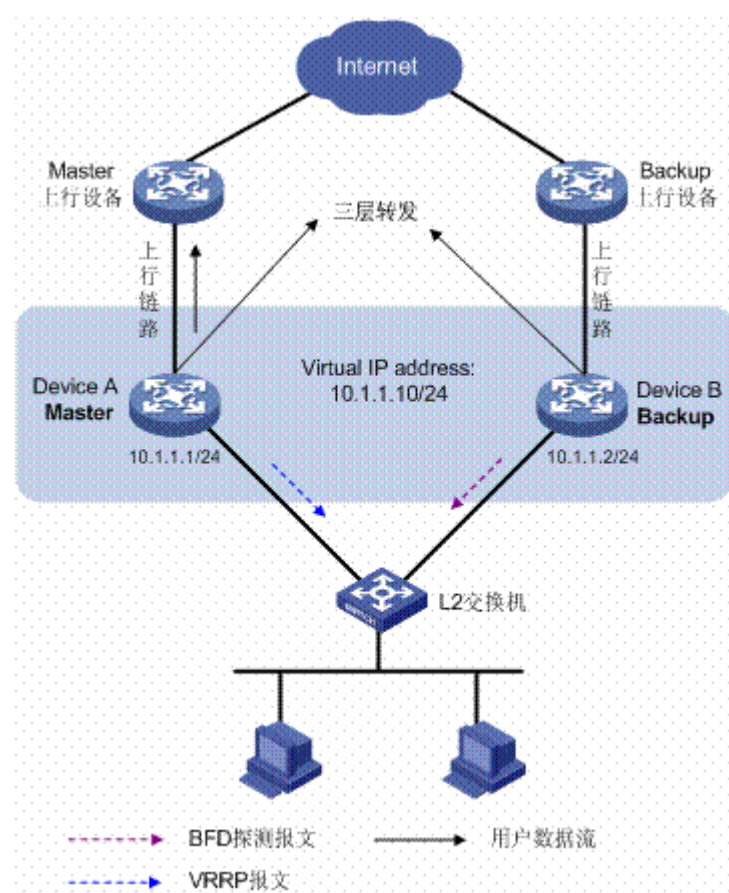 Internet
Master
上行设备
Backup
上行设备
三层转发
上行链路
上行链路
Virtual IP address:
10.1.1.10/24
Device A
Master
Device B
Backup
10.1.1.1/24
10.1.1.2/24
L2交换机
SWITCH
BFD探测报文
用户数据流
VRRP报文